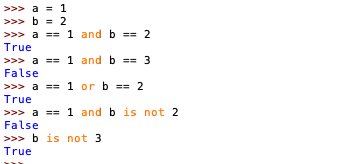 >>> a = 1
>>> b = 2
>>> a == 1 and b == 2
True
>>> a == 1 and b == 3
False
>>> a == 1 or b == 2
True
>>> a == 1 and b is not 2
False
>>> b is not 3
True
>>>